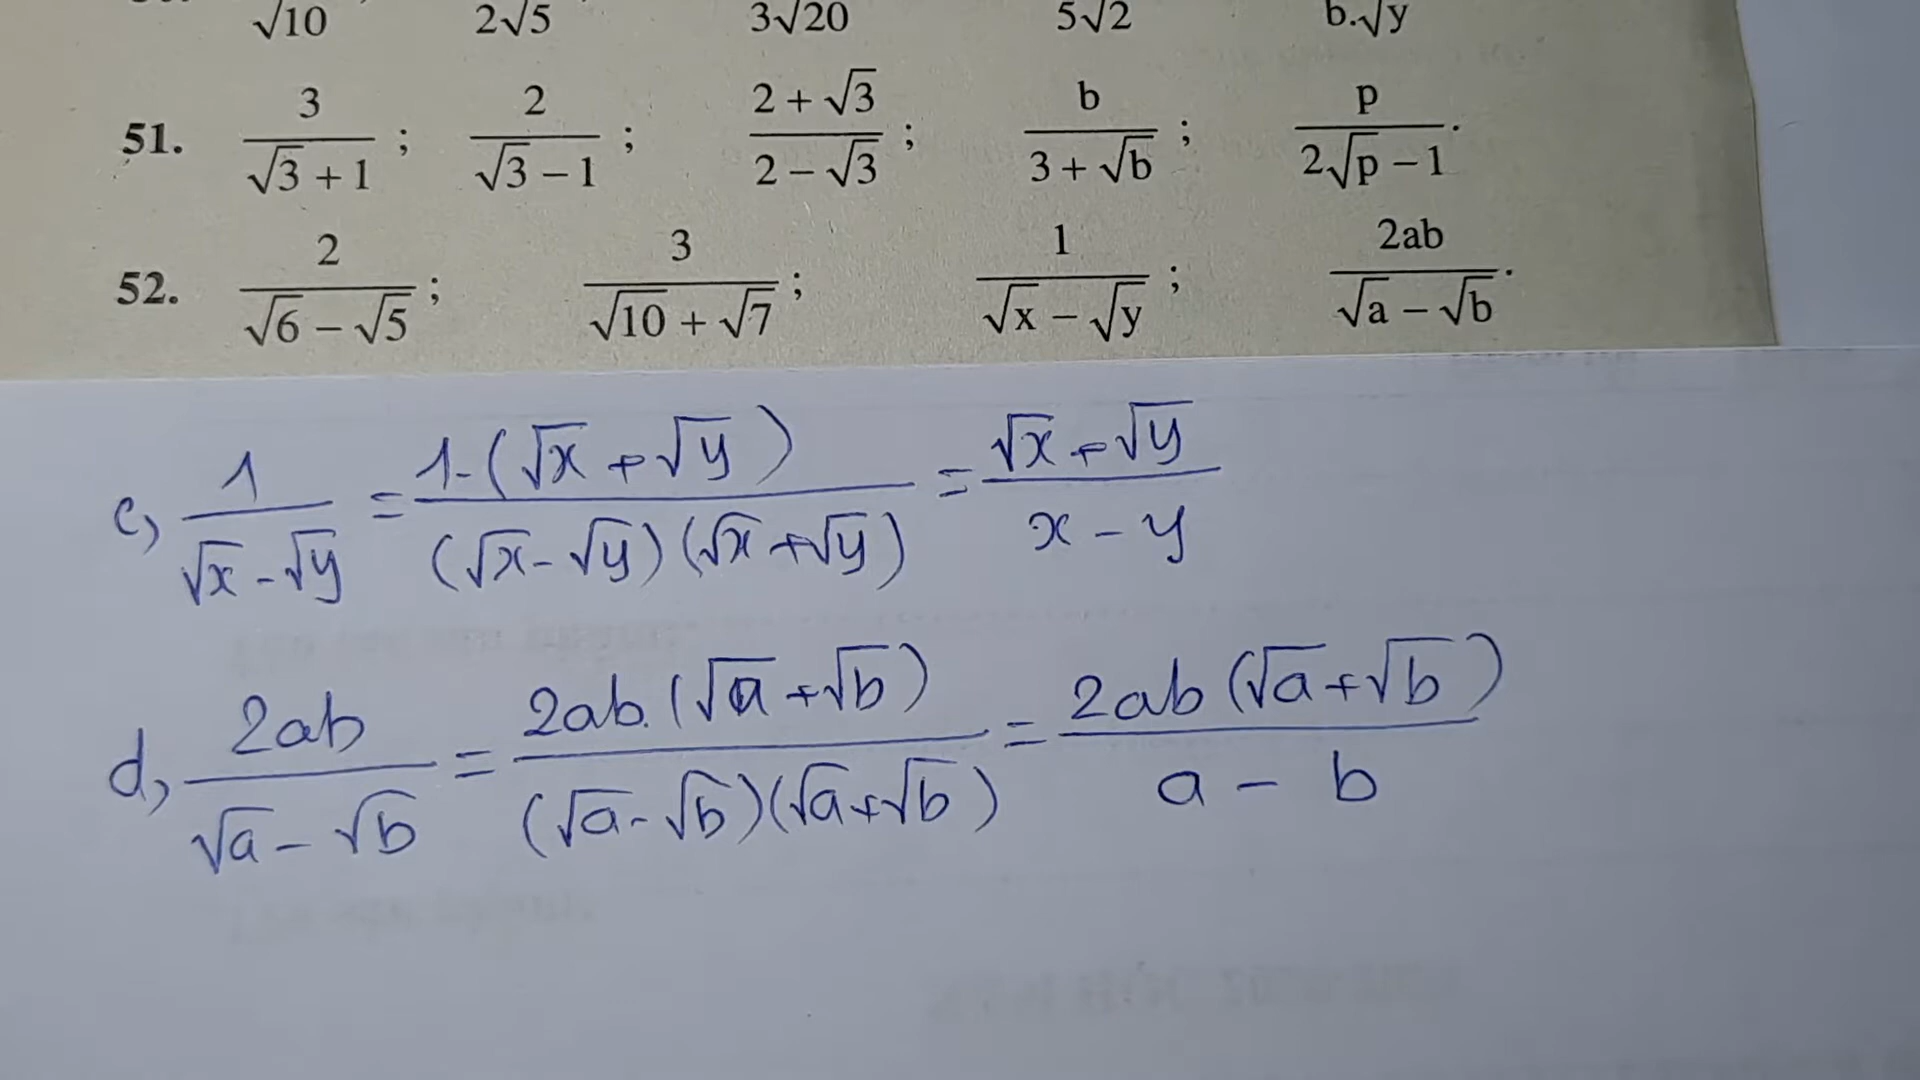 √10 2√5 3√20 5√2 b.√y
51. 3/(√3 + 1) ; 2/(√3 − 1) ; (2 + √3)/(2 − √3) ; b/(3 + √b) ; p/(2√p − 1).
52. 2/(√6 − √5) ; 3/(√10 + √7) ; 1/(√x − √y) ; 2ab/(√a − √b).
c, 1/(√x - √y) = 1.(√x + √y)/((√x - √y)(√x + √y)) = (√x + √y)/(x - y)
d, 2ab/(√a - √b) = 2ab.(√a + √b)/((√a - √b)(√a + √b)) = 2ab(√a + √b)/(a - b)